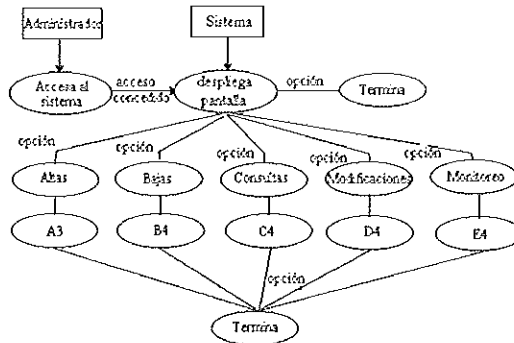 Administrador
Sistema
Accesa al
sistema
acceso
concedido
despliega
pantalla
opción
Termina
opción
opción
opción
opción
opción
Altas
Bajas
Consultas
Modificaciones
Monitoreo
A3
B4
C4
D4
E4
opción
Termina